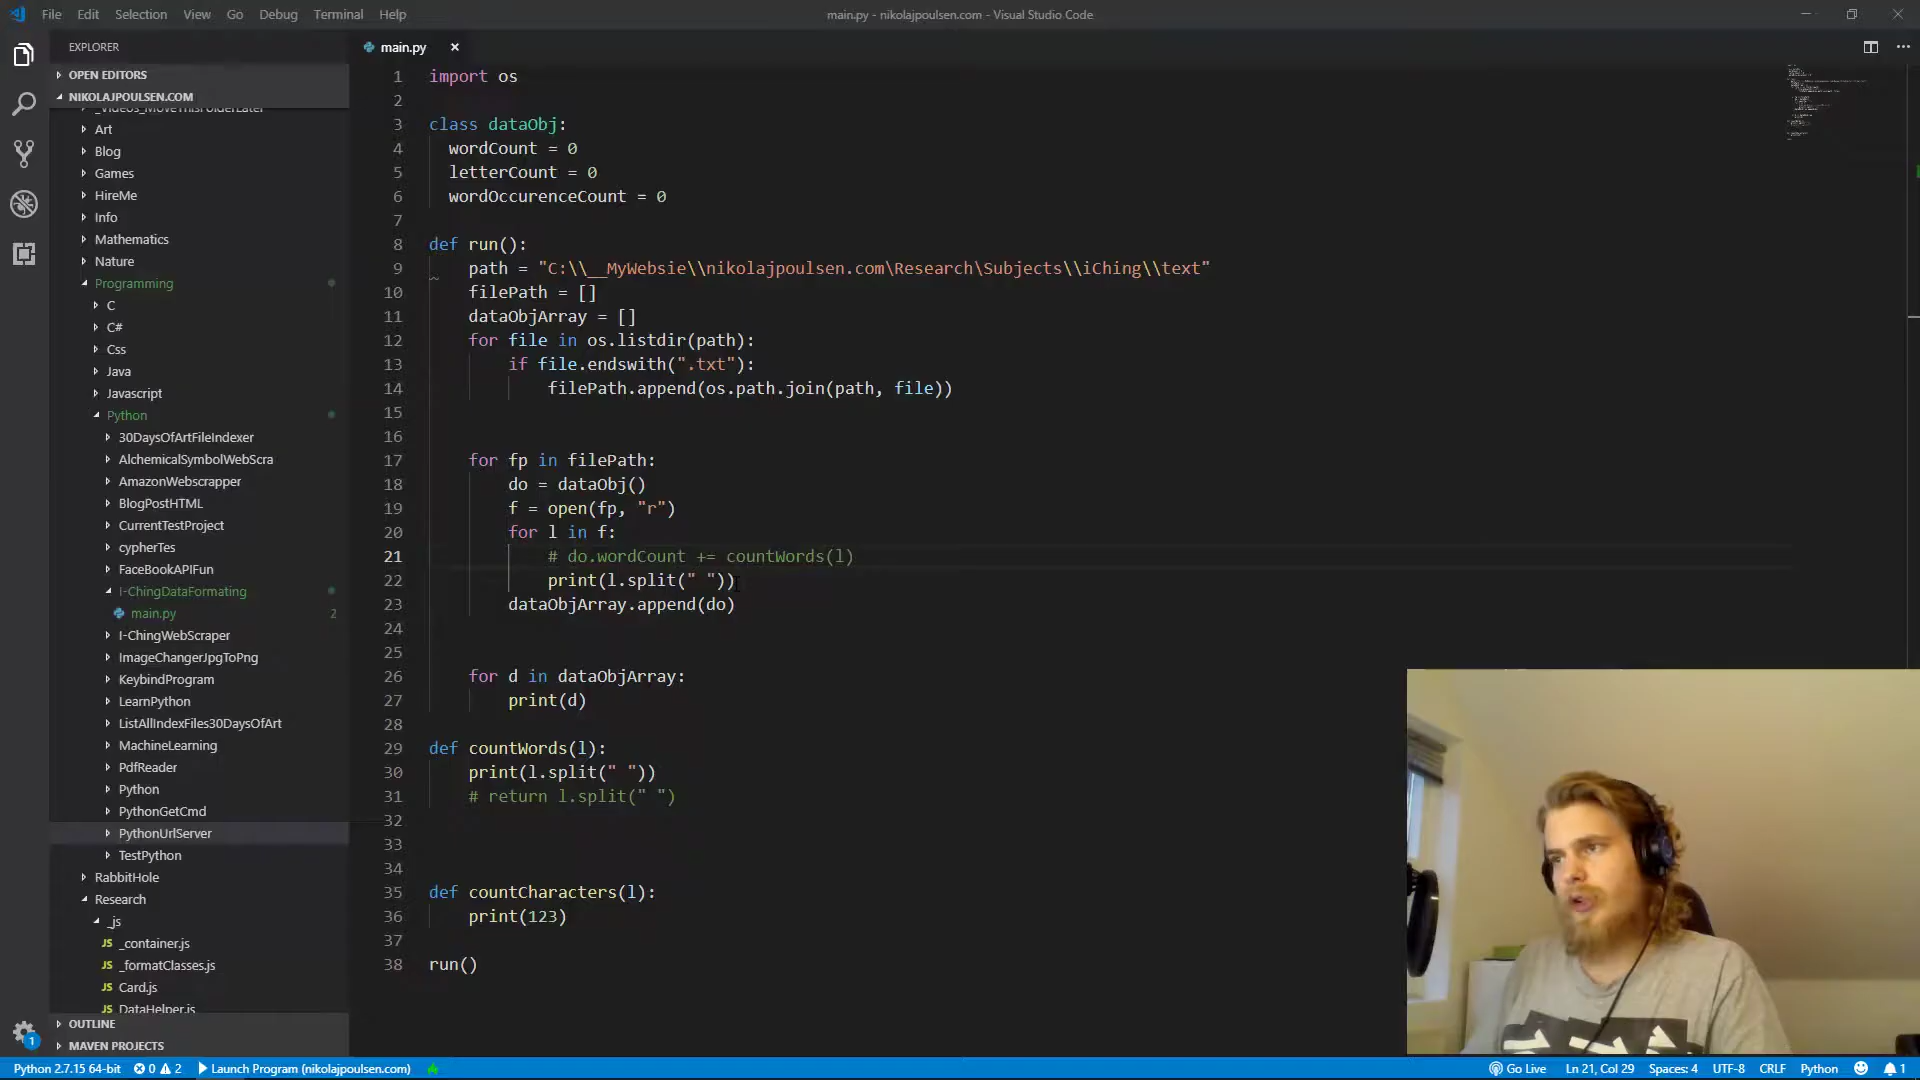 File Edit Selection View Go Debug Terminal Help
main.py - nikolajpoulsen.com - Visual Studio Code
EXPLORER
OPEN EDITORS
NIKOLAJPOULSEN.COM
_Videos_MoveThisFolderLater
Art
Blog
Games
HireMe
Info
Mathematics
Nature
Programming
C
C#
Css
Java
Javascript
Python
30DaysOfArtFileIndexer
AlchemicalSymbolWebScra
AmazonWebscrapper
BlogPostHTML
CurrentTestProject
cypherTes
FaceBookAPIFun
I-ChingDataFormating
main.py 2
I-ChingWebScraper
ImageChangerJpgToPng
KeybindProgram
LearnPython
ListAllIndexFiles30DaysOfArt
MachineLearning
PdfReader
Python
PythonGetCmd
PythonUrlServer
TestPython
RabbitHole
Research
_js
JS _container.js
JS _formatClasses.js
JS Card.js
JS DataHelper.js
OUTLINE
MAVEN PROJECTS
1
main.py
1 import os
2
3 class dataObj:
4 wordCount = 0
5 letterCount = 0
6 wordOccurenceCount = 0
7
8 def run():
9 path = "C:\\__MyWebsie\\nikolajpoulsen.com\Research\Subjects\\iChing\\text"
10 filePath = []
11 dataObjArray = []
12 for file in os.listdir(path):
13 if file.endswith(".txt"):
14 filePath.append(os.path.join(path, file))
15
16
17 for fp in filePath:
18 do = dataObj()
19 f = open(fp, "r")
20 for l in f:
21 # do.wordCount += countWords(l)
22 print(l.split(" "))
23 dataObjArray.append(do)
24
25
26 for d in dataObjArray:
27 print(d)
28
29 def countWords(l):
30 print(l.split(" "))
31 # return l.split(" ")
32
33
34
35 def countCharacters(l):
36 print(123)
37
38 run()
Python 2.7.15 64-bit 0 2 Launch Program (nikolajpoulsen.com) Go Live Ln 21, Col 29 Spaces: 4 UTF-8 CRLF Python 1